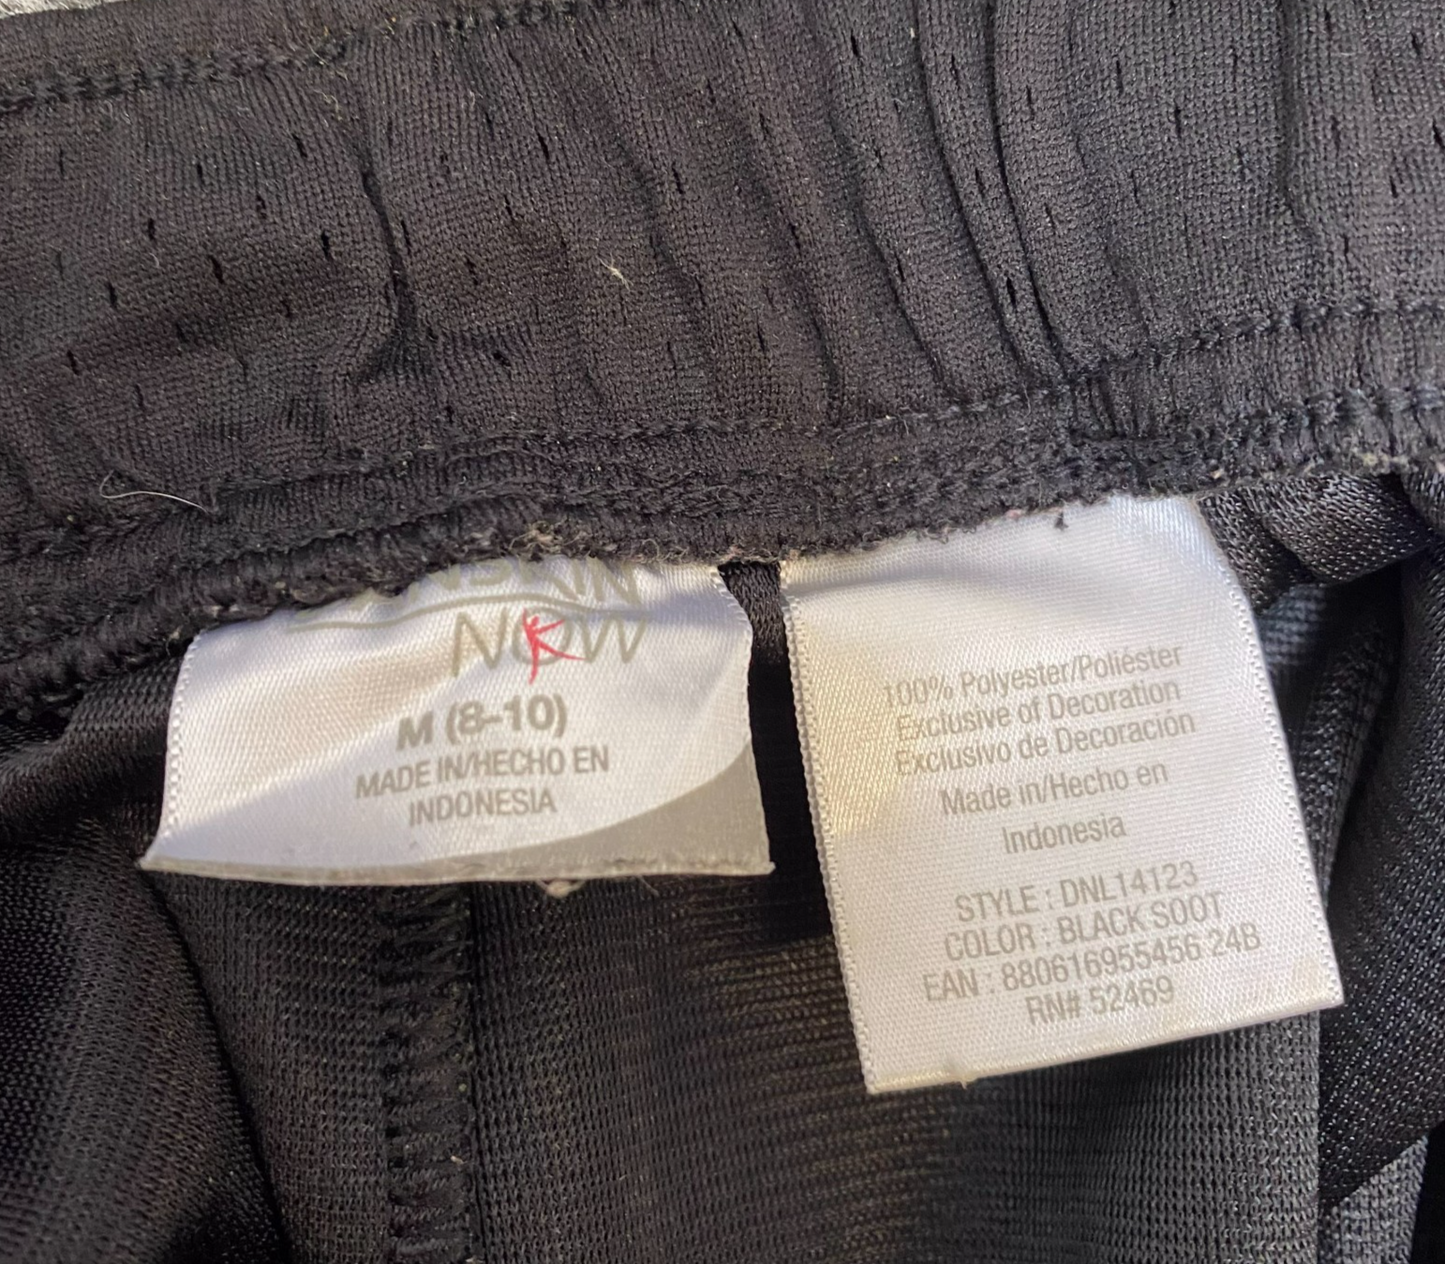 NOW
M (8-10)
MADE IN/HECHO EN
INDONESIA
100% Polyester/Poliéster
Exclusive of Decoration
Exclusivo de Decoración
Made in/Hecho en
Indonesia
STYLE : DNL14123
COLOR : BLACK SOOT
EAN : 880616955456 24B
RN# 52469